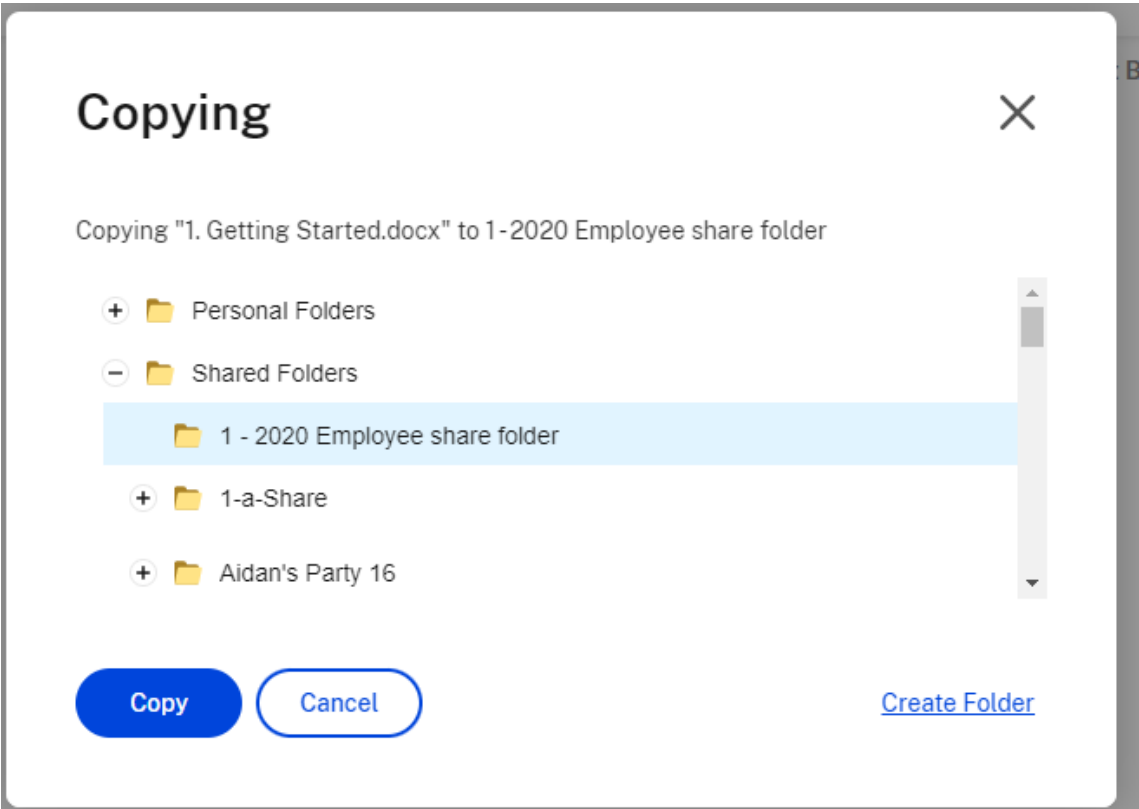 Copying
Copying "1. Getting Started.docx" to 1-2020 Employee share folder
Personal Folders
Shared Folders
1 - 2020 Employee share folder
1-a-Share
Aidan's Party 16
Copy Cancel Create Folder